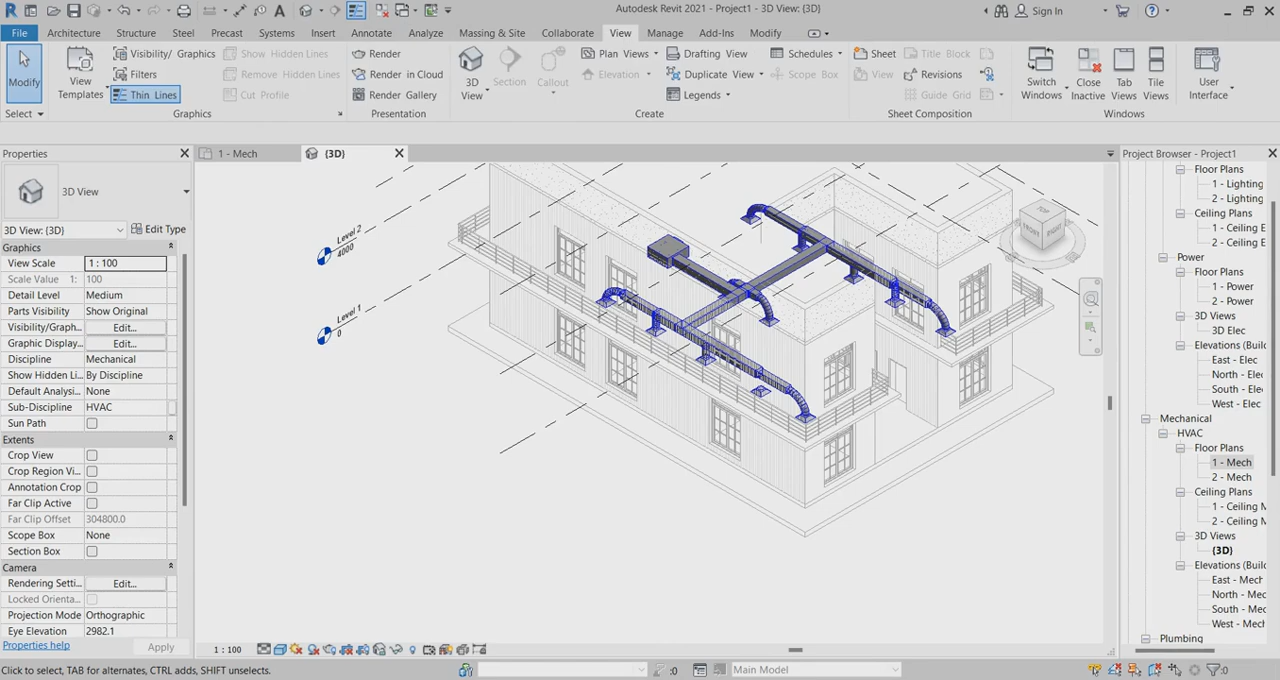 Autodesk Revit 2021 - Project1 - 3D View: {3D}
Sign In
File Architecture Structure Steel Precast Systems Insert Annotate Analyze Massing & Site Collaborate View Manage Add-Ins Modify
Modify
View Templates
Visibility/ Graphics
Filters
Thin Lines
Show Hidden Lines
Remove Hidden Lines
Cut Profile
Render
Render in Cloud
Render Gallery
3D View
Section
Callout
Plan Views
Elevation
Drafting View
Duplicate View
Legends
Schedules
Scope Box
Sheet
View
Title Block
Revisions
Guide Grid
Switch Windows
Close Inactive
Tab Views
Tile Views
User Interface
Select Graphics Presentation Create Sheet Composition Windows
Properties
1 - Mech
{3D}
Project Browser - Project1
3D View
3D View: {3D}
Edit Type
Graphics
View Scale 1 : 100
Scale Value 1: 100
Detail Level Medium
Parts Visibility Show Original
Visibility/Graph... Edit...
Graphic Display... Edit...
Discipline Mechanical
Show Hidden Li... By Discipline
Default Analysi... None
Sub-Discipline HVAC
Sun Path
Extents
Crop View
Crop Region Vi...
Annotation Crop
Far Clip Active
Far Clip Offset 304800.0
Scope Box None
Section Box
Camera
Rendering Setti... Edit...
Locked Orienta...
Projection Mode Orthographic
Eye Elevation 2982.1
Properties help
Apply
Level 2
4000
Level 1
0
TOP
FRONT
RIGHT
Floor Plans
1 - Lighting
2 - Lighting
Ceiling Plans
1 - Ceiling E
2 - Ceiling E
Power
Floor Plans
1 - Power
2 - Power
3D Views
3D Elec
Elevations (Build
East - Elec
North - Elec
South - Elec
West - Elec
Mechanical
HVAC
Floor Plans
1 - Mech
2 - Mech
Ceiling Plans
1 - Ceiling M
2 - Ceiling M
3D Views
{3D}
Elevations (Build
East - Mech
North - Mec
South - Mec
West - Mec
Plumbing
1 : 100
Click to select, TAB for alternates, CTRL adds, SHIFT unselects.
:0
Main Model
:0